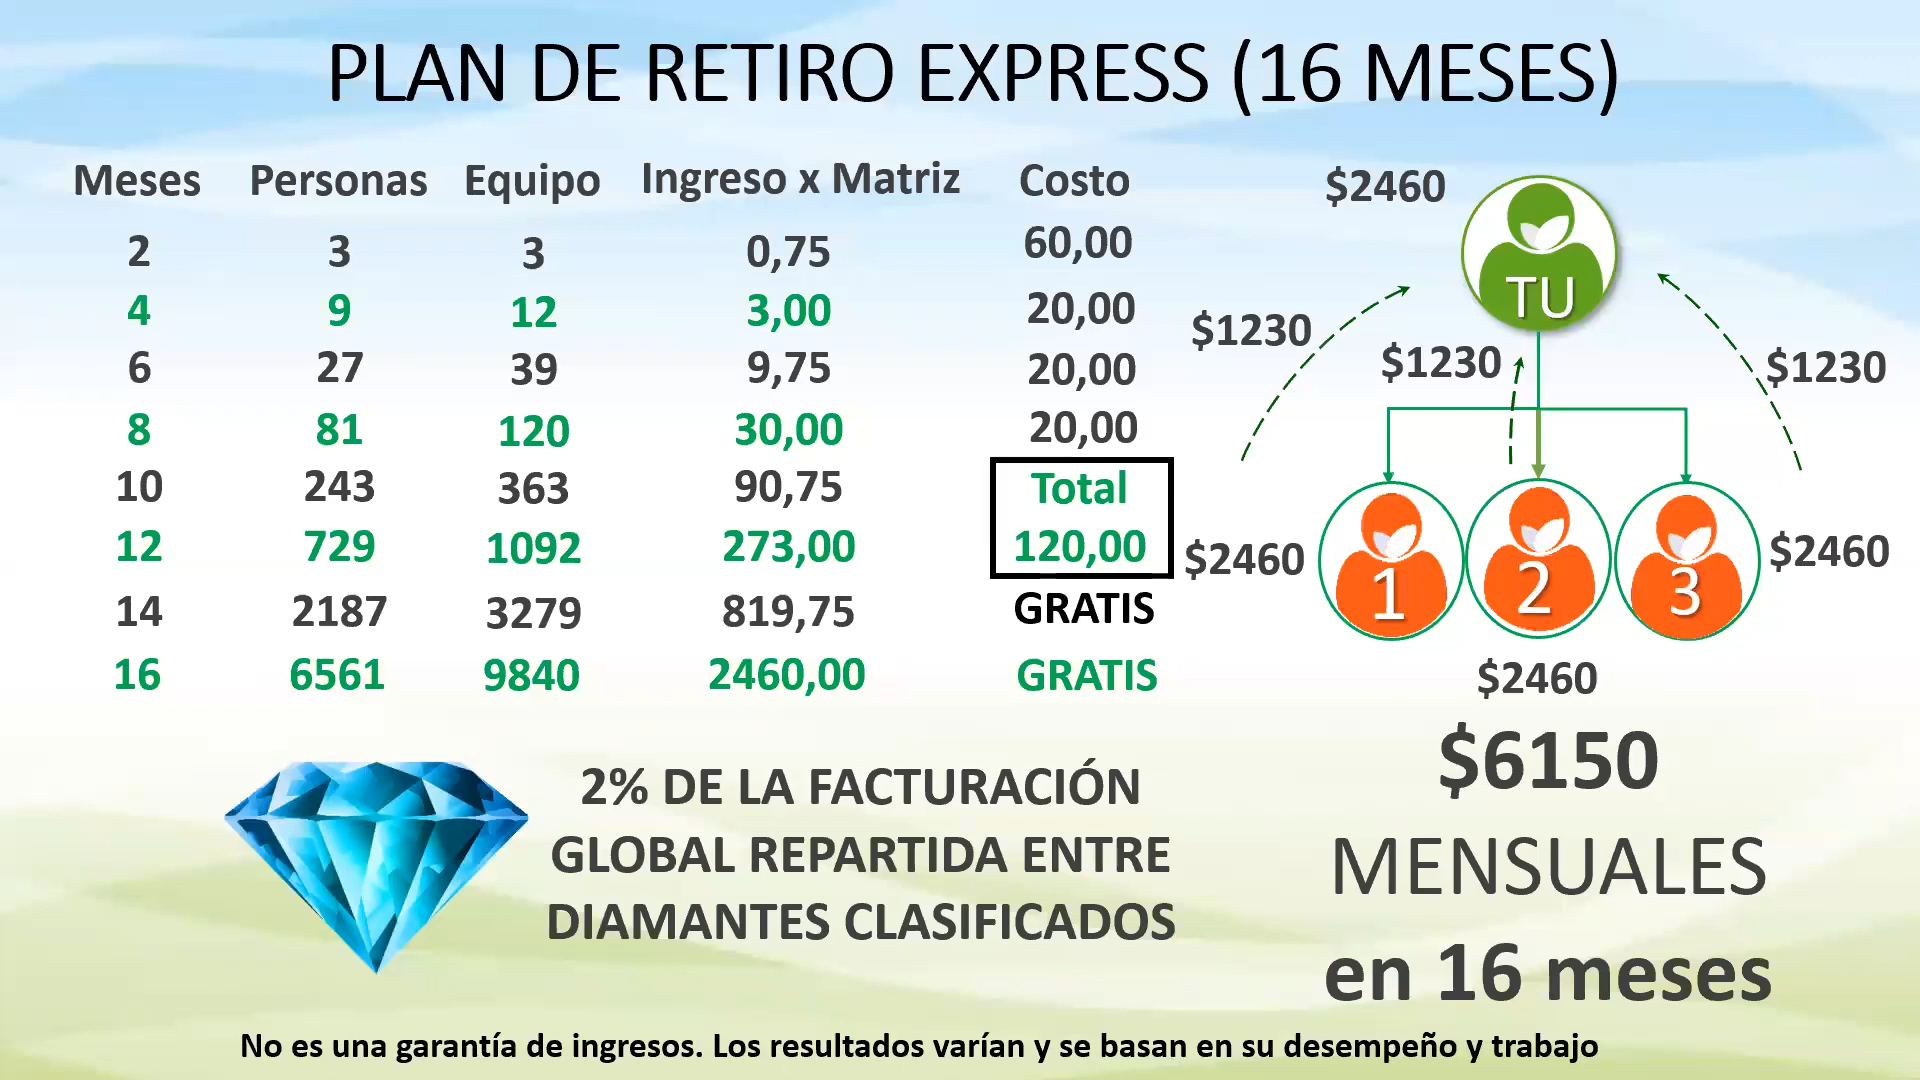 PLAN DE RETIRO EXPRESS (16 MESES)
Meses Personas Equipo Ingreso x Matriz Costo
2 3 3 0,75 60,00
4 9 12 3,00 20,00
6 27 39 9,75 20,00
8 81 120 30,00 20,00
10 243 363 90,75 Total
12 729 1092 273,00 120,00
14 2187 3279 819,75 GRATIS
16 6561 9840 2460,00 GRATIS
$2460
TU
$1230 $1230 $1230
$2460 1 2 3 $2460
$2460
$6150
MENSUALES
en 16 meses
2% DE LA FACTURACIÓN
GLOBAL REPARTIDA ENTRE
DIAMANTES CLASIFICADOS
No es una garantía de ingresos. Los resultados varían y se basan en su desempeño y trabajo